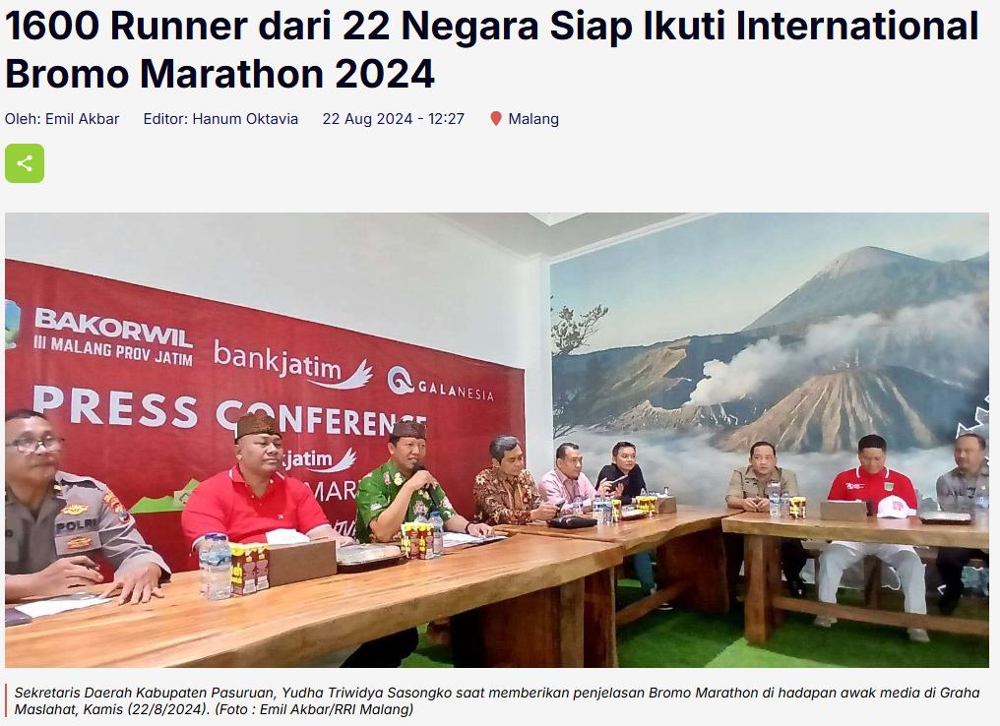 1600 Runner dari 22 Negara Siap Ikuti International
Bromo Marathon 2024
Oleh: Emil Akbar Editor: Hanum Oktavia 22 Aug 2024 - 12:27 Malang
BAKORWIL
III MALANG PROV JATIM
bankjatim
GALANESIA
PRESS CONFERENCE
jatim
MAR
POLRI
Sekretaris Daerah Kabupaten Pasuruan, Yudha Triwidya Sasongko saat memberikan penjelasan Bromo Marathon di hadapan awak media di Graha
Maslahat, Kamis (22/8/2024). (Foto : Emil Akbar/RRI Malang)